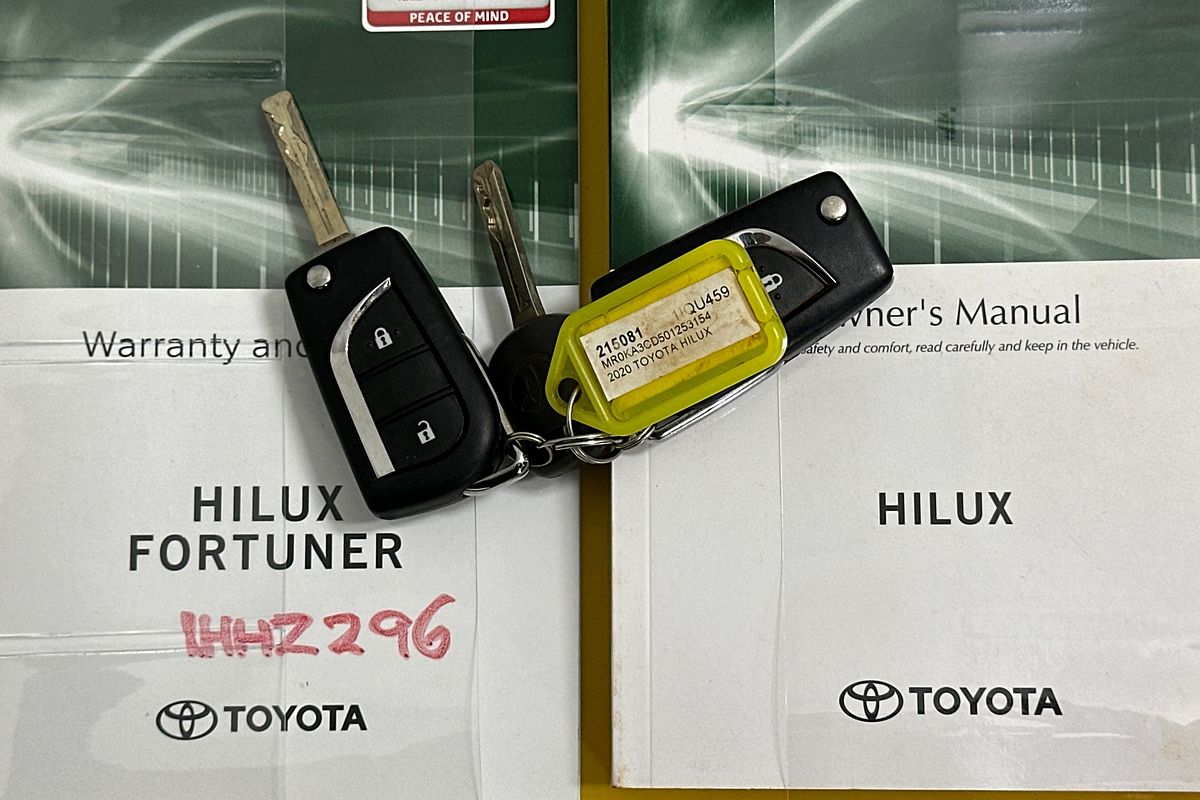 PEACE OF MIND
Warranty and
HILUX
FORTUNER
1HHZ296
TOYOTA
215081 1IQU459
MR0KA3CD501253154
2020 TOYOTA HILUX
wner's Manual
safety and comfort, read carefully and keep in the vehicle.
HILUX
TOYOTA